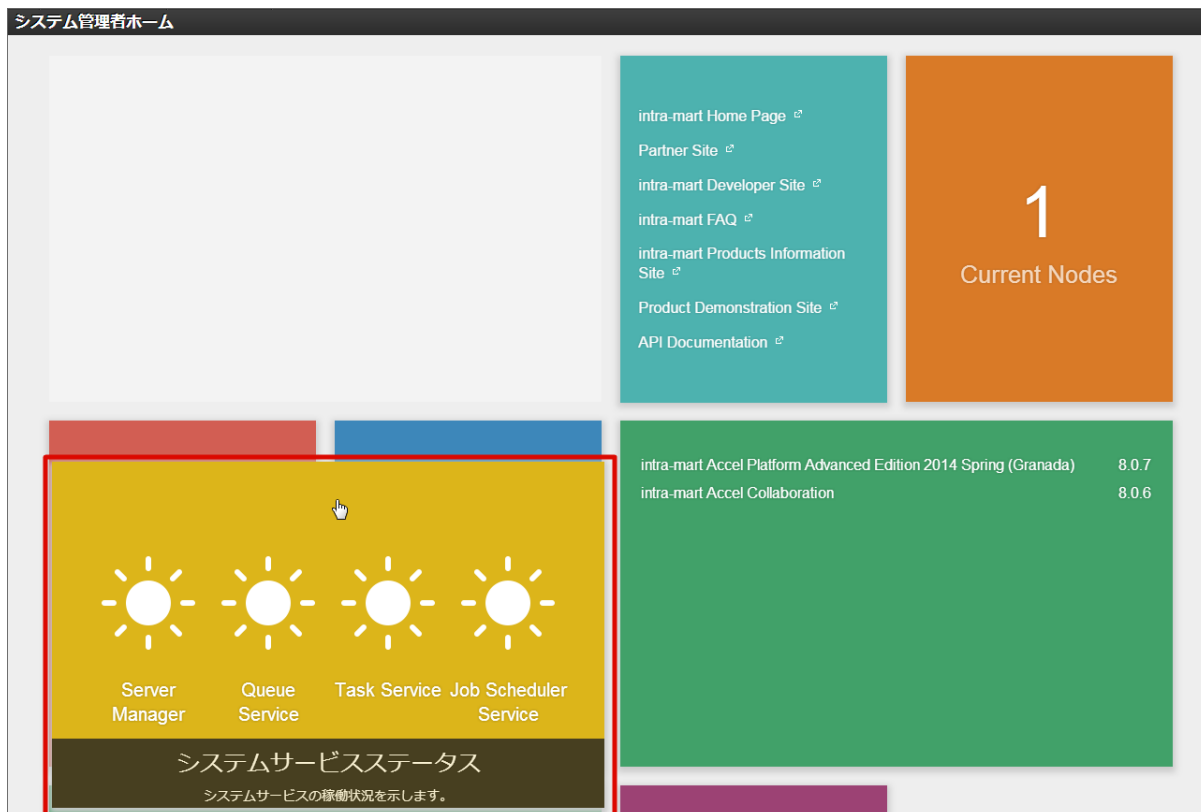 システム管理者ホーム
intra-mart Home Page
Partner Site
intra-mart Developer Site
intra-mart FAQ
intra-mart Products Information
Site
Product Demonstration Site
API Documentation
1
Current Nodes
intra-mart Accel Platform Advanced Edition 2014 Spring (Granada) 8.0.7
intra-mart Accel Collaboration 8.0.6
Server
Manager
Queue
Service
Task Service
Job Scheduler
Service
システムサービスステータス
システムサービスの稼働状況を示します。